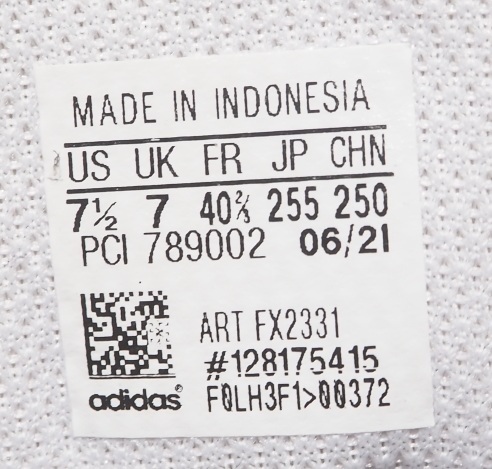 MADE IN INDONESIA
US UK FR JP CHN
7½ 7 40⅔ 255 250
PCI 789002 06/21
ART FX2331
#128175415
adidas®
F0LH3F1>00372